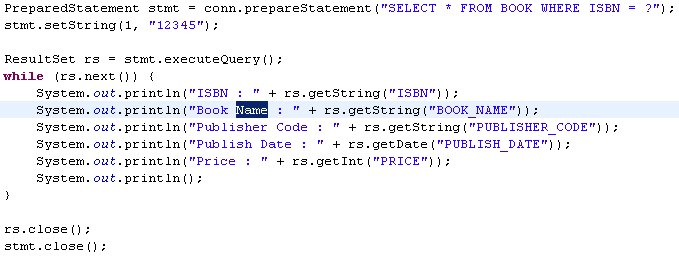 PreparedStatement stmt = conn.prepareStatement("SELECT * FROM BOOK WHERE ISBN = ?");
stmt.setString(1, "12345");

ResultSet rs = stmt.executeQuery();
while (rs.next()) {
    System.out.println("ISBN : " + rs.getString("ISBN"));
    System.out.println("Book Name : " + rs.getString("BOOK_NAME"));
    System.out.println("Publisher Code : " + rs.getString("PUBLISHER_CODE"));
    System.out.println("Publish Date : " + rs.getDate("PUBLISH_DATE"));
    System.out.println("Price : " + rs.getInt("PRICE"));
    System.out.println();
}

rs.close();
stmt.close();